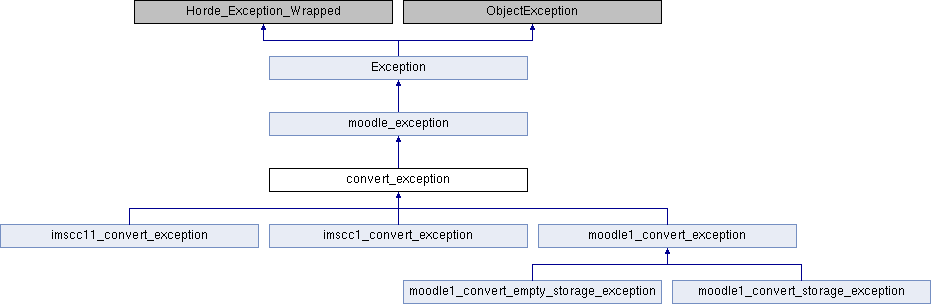 Horde_Exception_Wrapped
ObjectException
Exception
moodle_exception
convert_exception
imscc11_convert_exception
imscc1_convert_exception
moodle1_convert_exception
moodle1_convert_empty_storage_exception
moodle1_convert_storage_exception